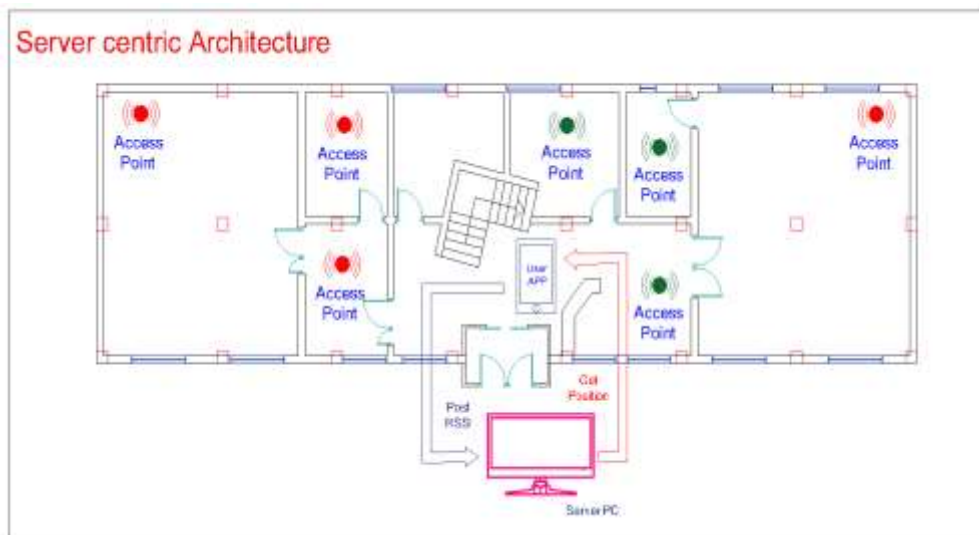 Server centric Architecture
Access
Point
Access
Point
Access
Point
Access
Point
Access
Point
Access
Point
Access
Point
User
APP
Get
Position
Post
RSSI
Server PC